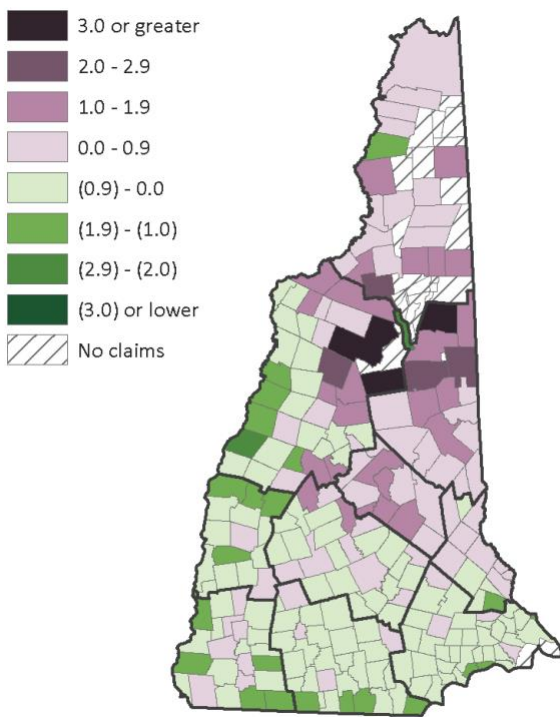 3.0 or greater
2.0 - 2.9
1.0 - 1.9
0.0 - 0.9
(0.9) - 0.0
(1.9) - (1.0)
(2.9) - (2.0)
(3.0) or lower
No claims